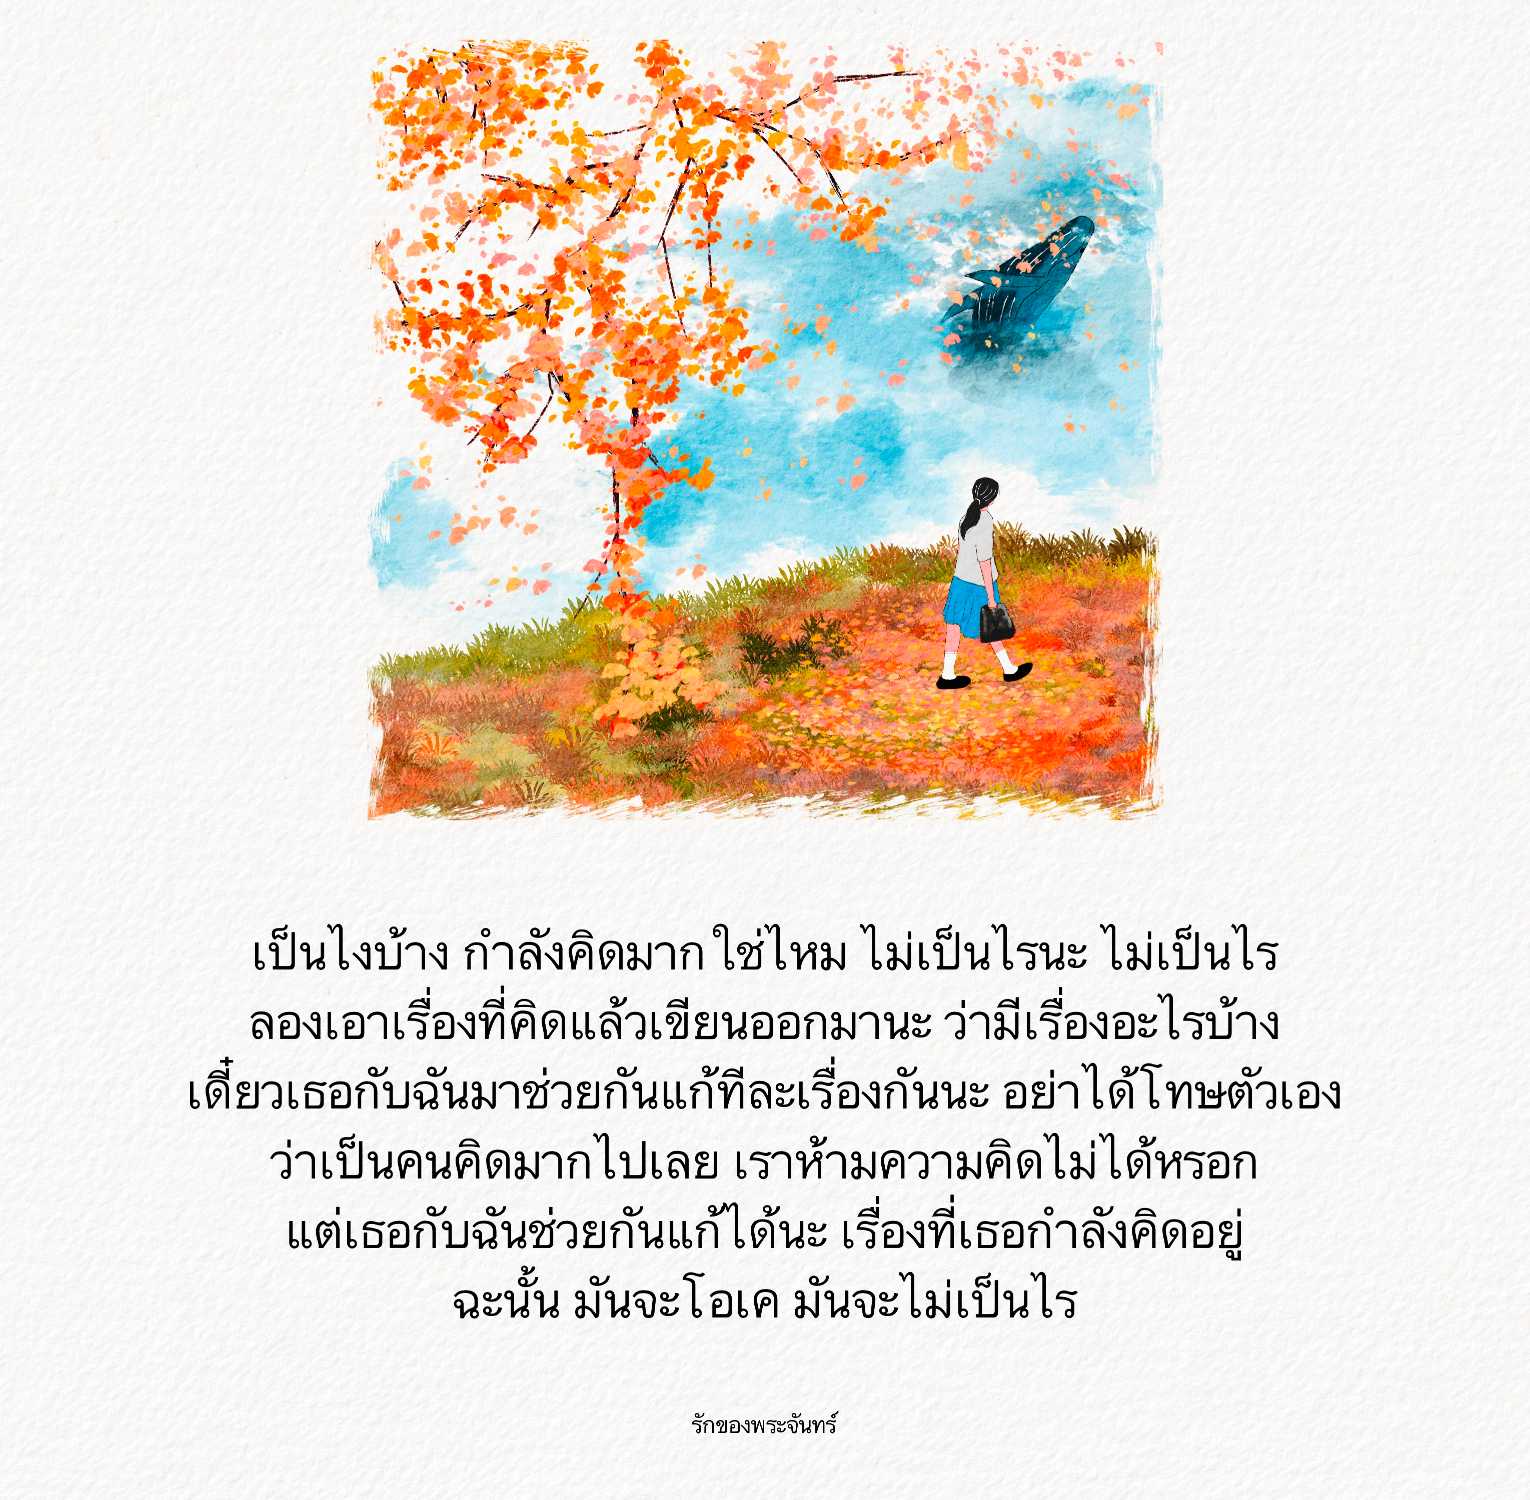 เป็นไงบ้าง กำลังคิดมาก ใช่ไหม ไม่เป็นไรนะ ไม่เป็นไร
ลองเอาเรื่องที่คิดแล้วเขียนออกมานะ ว่ามีเรื่องอะไรบ้าง
เดี๋ยวเธอกับฉันมาช่วยกันแก้ทีละเรื่องกันนะ อย่าได้โทษตัวเอง
ว่าเป็นคนคิดมากไปเลย เราห้ามความคิดไม่ได้หรอก
แต่เธอกับฉันช่วยกันแก้ได้นะ เรื่องที่เธอกำลังคิดอยู่
ฉะนั้น มันจะโอเค มันจะไม่เป็นไร
รักของพระจันทร์